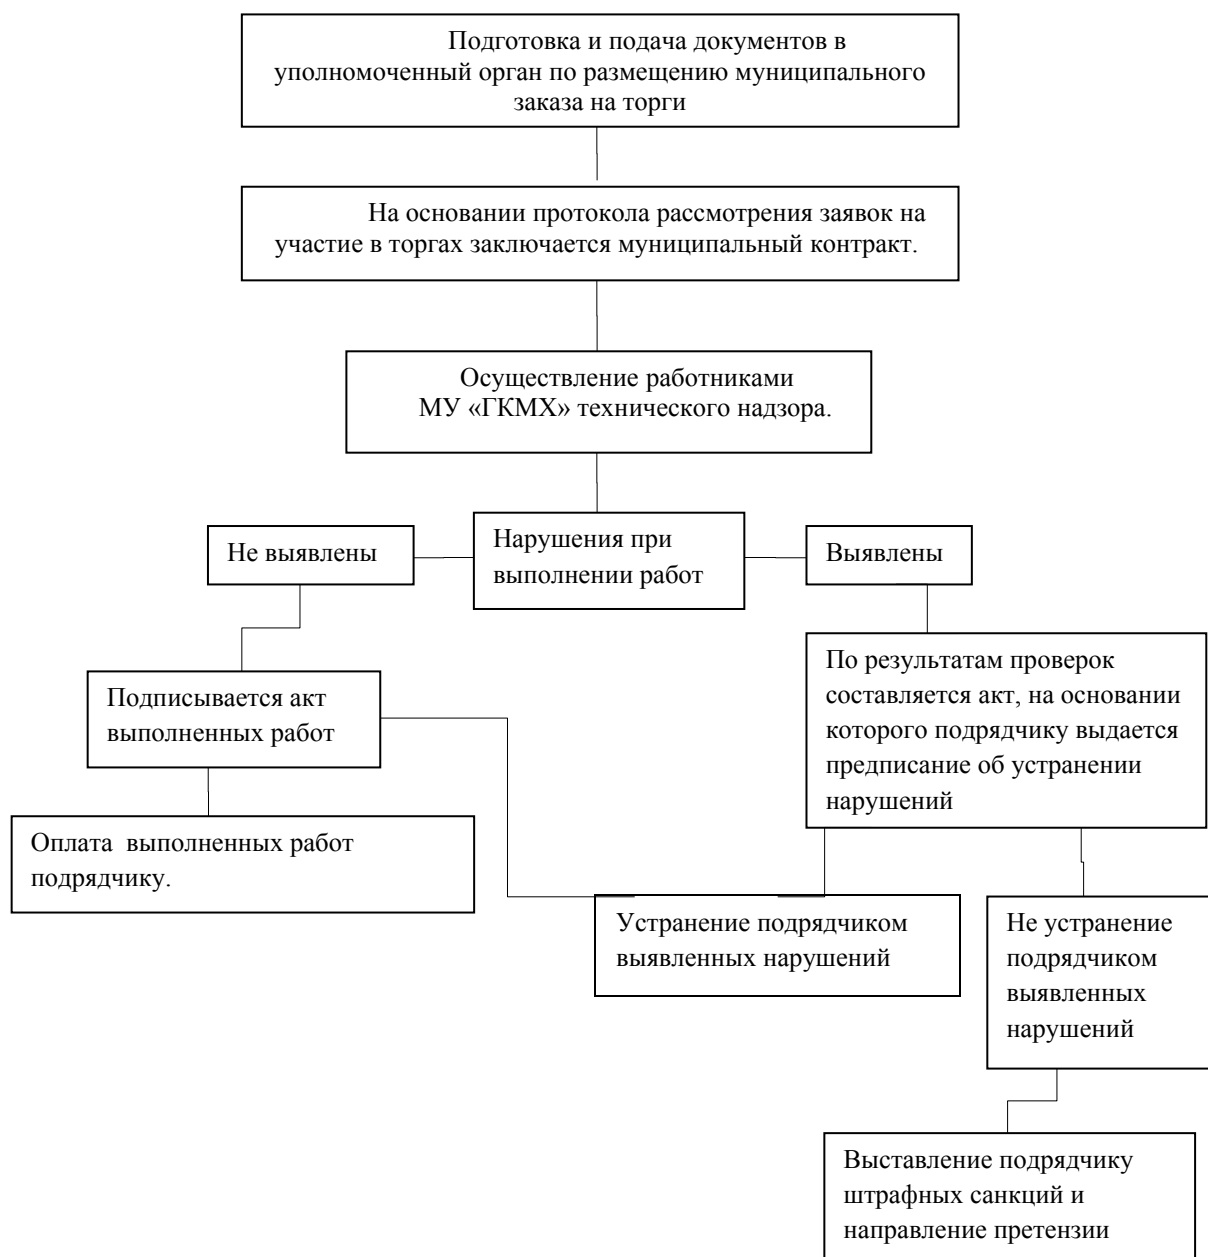 Подготовка и подача документов в
уполномоченный орган по размещению муниципального
заказа на торги
На основании протокола рассмотрения заявок на
участие в торгах заключается муниципальный контракт.
Осуществление работниками
МУ «ГКМХ» технического надзора.
Не выявлены
Нарушения при
выполнении работ
Выявлены
Подписывается акт
выполненных работ
По результатам проверок
составляется акт, на основании
которого подрядчику выдается
предписание об устранении
нарушений
Оплата выполненных работ
подрядчику.
Устранение подрядчиком
выявленных нарушений
Не устранение
подрядчиком
выявленных
нарушений
Выставление подрядчику
штрафных санкций и
направление претензии